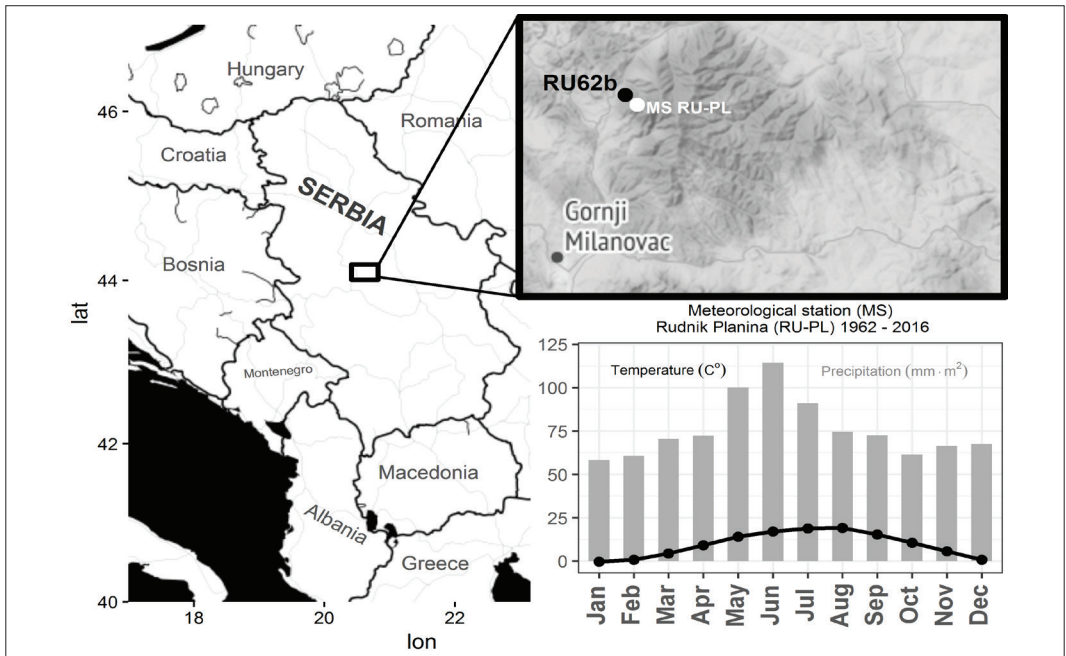 Hungary
46
Romania
Croatia
SERBIA
Bosnia
44
lat
Montenegro
42
Macedonia
Albania
Greece
40
18
20
22
lon
RU62b
MS RU-PL
Gornji
Milanovac
Meteorological station (MS)
Rudnik Planina (RU-PL) 1962 - 2016
125
Temperature (C°)
Precipitation (mm · m²)
100
75
50
25
0
Jan
Feb
Mar
Apr
May
Jun
Jul
Aug
Sep
Oct
Nov
Dec